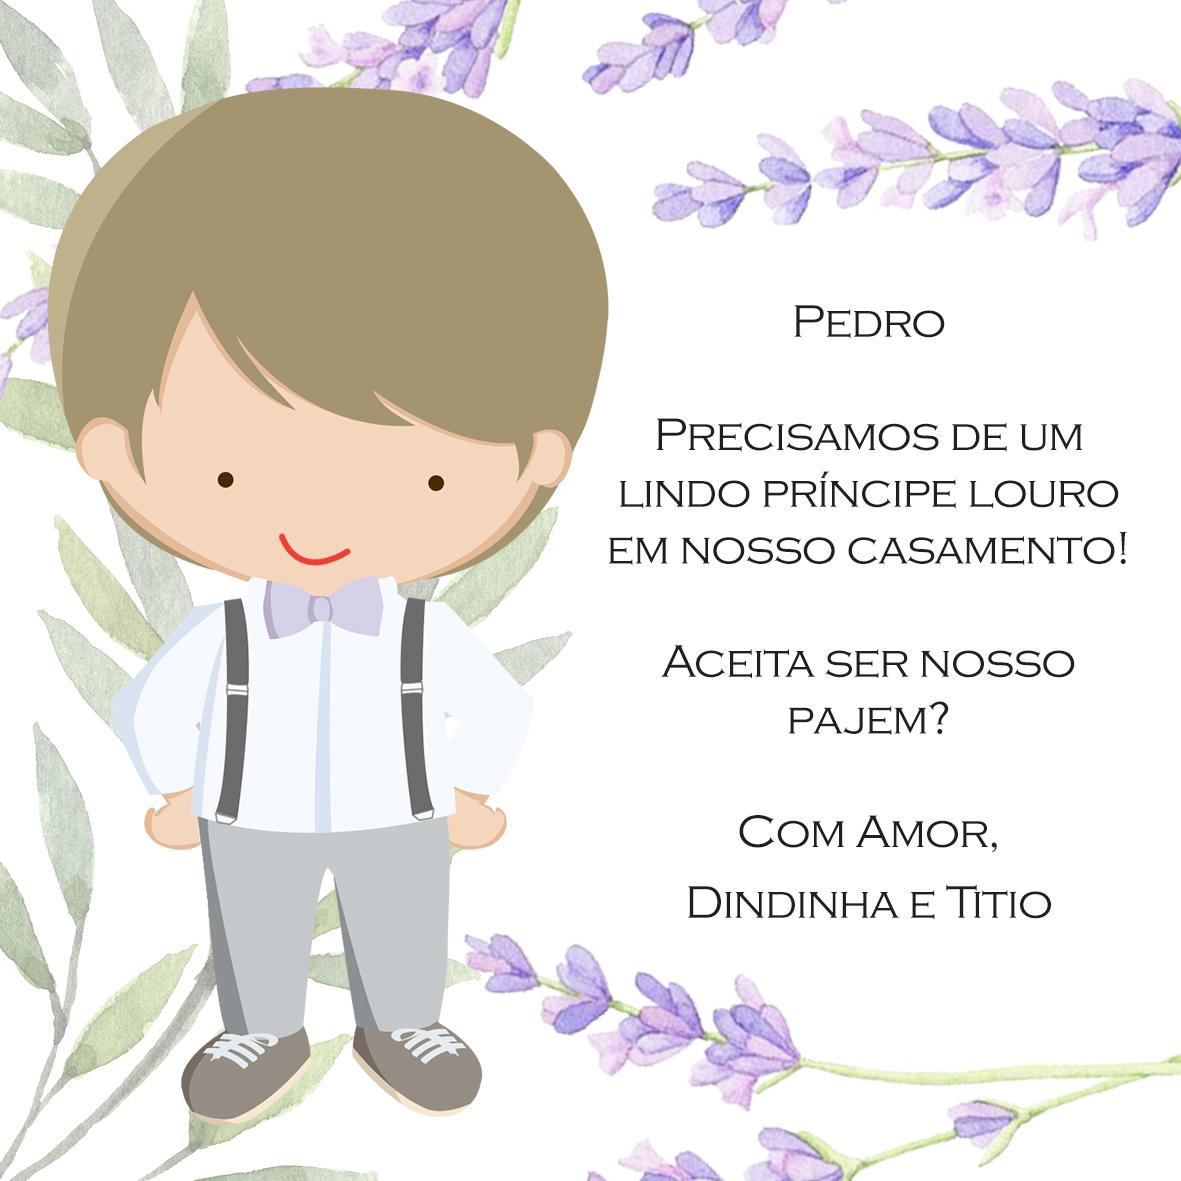 Pedro
Precisamos de um
lindo príncipe louro
em nosso casamento!
Aceita ser nosso
pajem?
Com Amor,
Dindinha e Titio